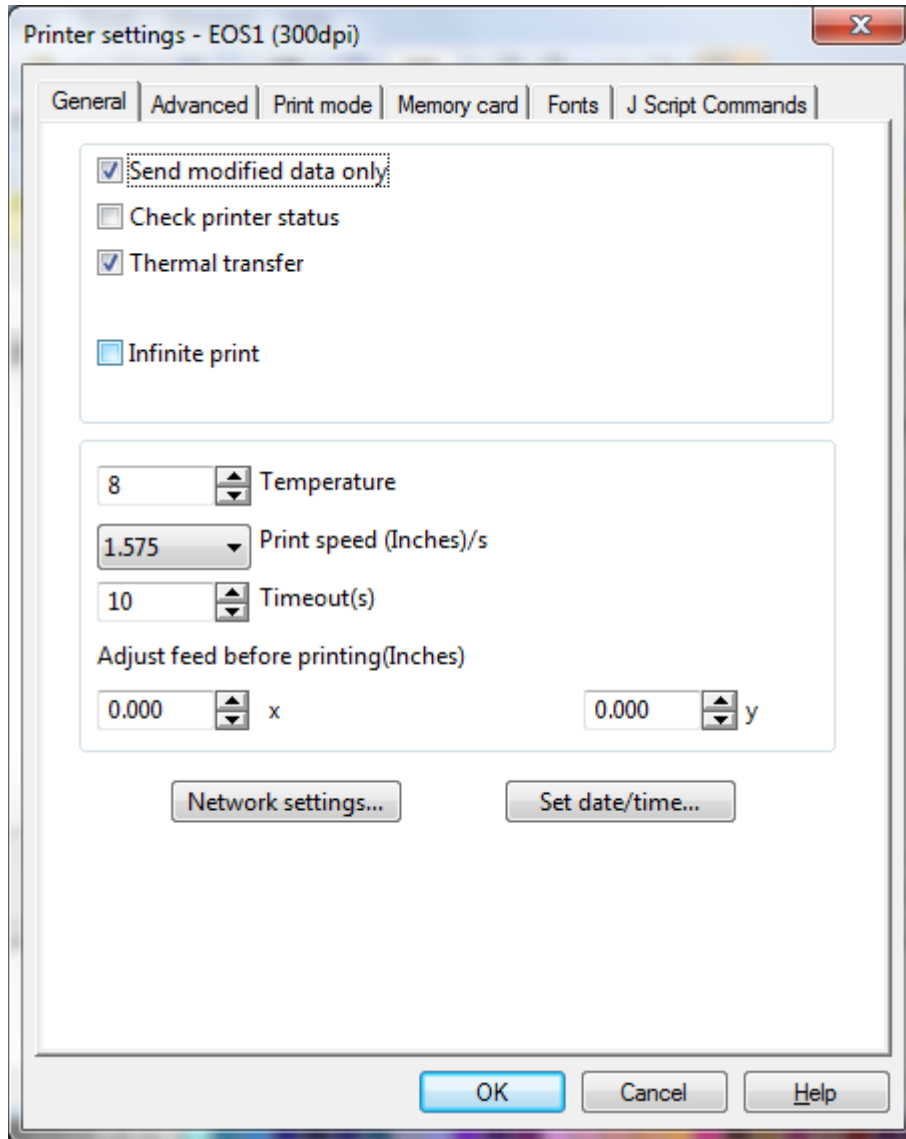 Printer settings - EOS1 (300dpi)
General Advanced Print mode Memory card Fonts J Script Commands
Send modified data only
Check printer status
Thermal transfer
Infinite print
8 Temperature
1.575 Print speed (Inches)/s
10 Timeout(s)
Adjust feed before printing(Inches)
0.000 x 0.000 y
Network settings... Set date/time...
OK Cancel Help